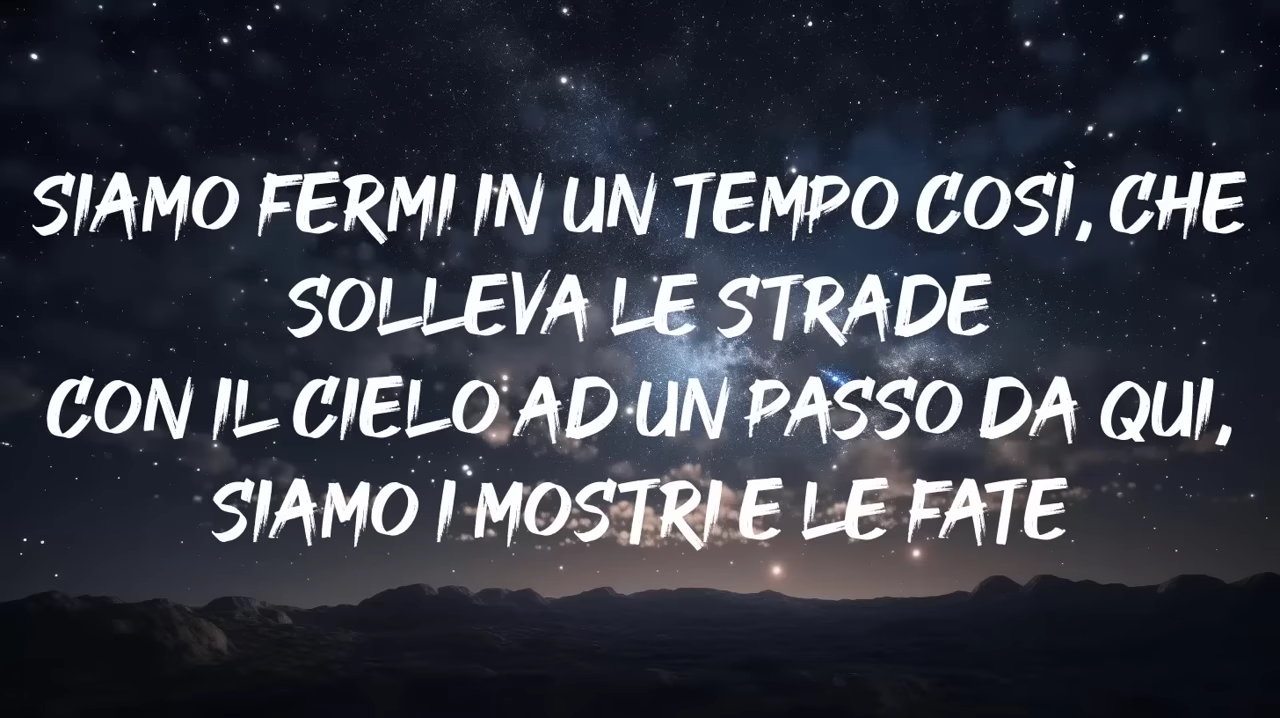 SIAMO FERMI IN UN TEMPO COSÌ, CHE
SOLLEVA LE STRADE
CON IL CIELO AD UN PASSO DA QUI,
SIAMO I MOSTRI E LE FATE